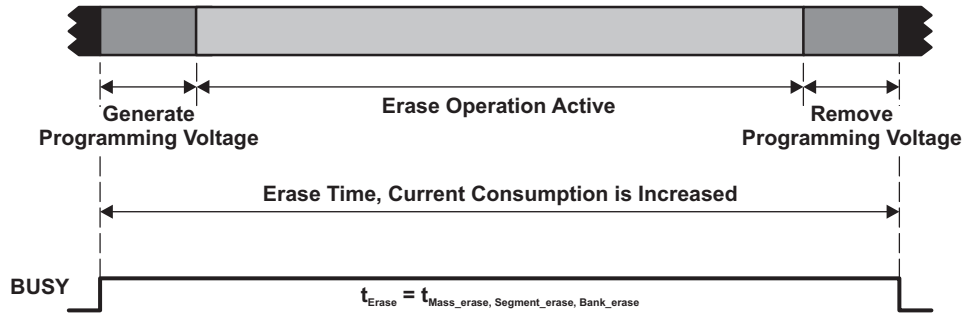 Generate
Programming Voltage
Erase Operation Active
Remove
Programming Voltage
Erase Time, Current Consumption is Increased
BUSY
tErase = tMass_erase, Segment_erase, Bank_erase